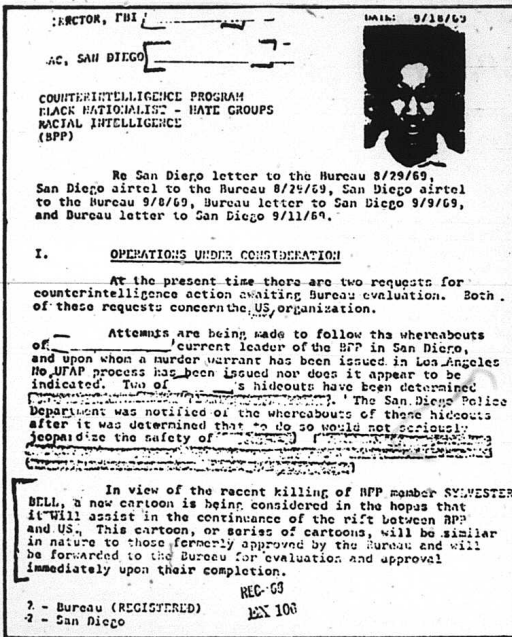 DIRECTOR, FBI
DATE: 9/18/69
SAC, SAN DIEGO
COUNTERINTELLIGENCE PROGRAM
BLACK NATIONALIST - HATE GROUPS
RACIAL INTELLIGENCE
(BPP)
Re San Diego letter to the Bureau 8/29/69,
San Diego airtel to the Bureau 8/29/69, San Diego airtel
to the Bureau 9/8/69, Bureau letter to San Diego 9/9/69,
and Bureau letter to San Diego 9/11/69.
I. OPERATIONS UNDER CONSIDERATION
At the present time there are two requests for
counterintelligence action awaiting Bureau evaluation. Both
of these requests concern the US organization.
Attempts are being made to follow the whereabouts
of current leader of the BPP in San Diego,
and upon whom a murder warrant has been issued in Los Angeles
No UFAP process has been issued nor does it appear to be
indicated. Two of 's hideouts have been determined
The San Diego Police
Department was notified of the whereabouts of these hideouts
after it was determined that to do so would not seriously
jeopardize the safety of
In view of the recent killing of BPP member SYLVESTER
BELL, a new cartoon is being considered in the hopes that
it will assist in the continuance of the rift between BPP
and US. This cartoon, or series of cartoons, will be similar
in nature to those formerly approved by the Bureau and will
be forwarded to the Bureau for evaluation and approval
immediately upon their completion.
2 - Bureau (REGISTERED)
2 - San Diego
REC-
EX 106